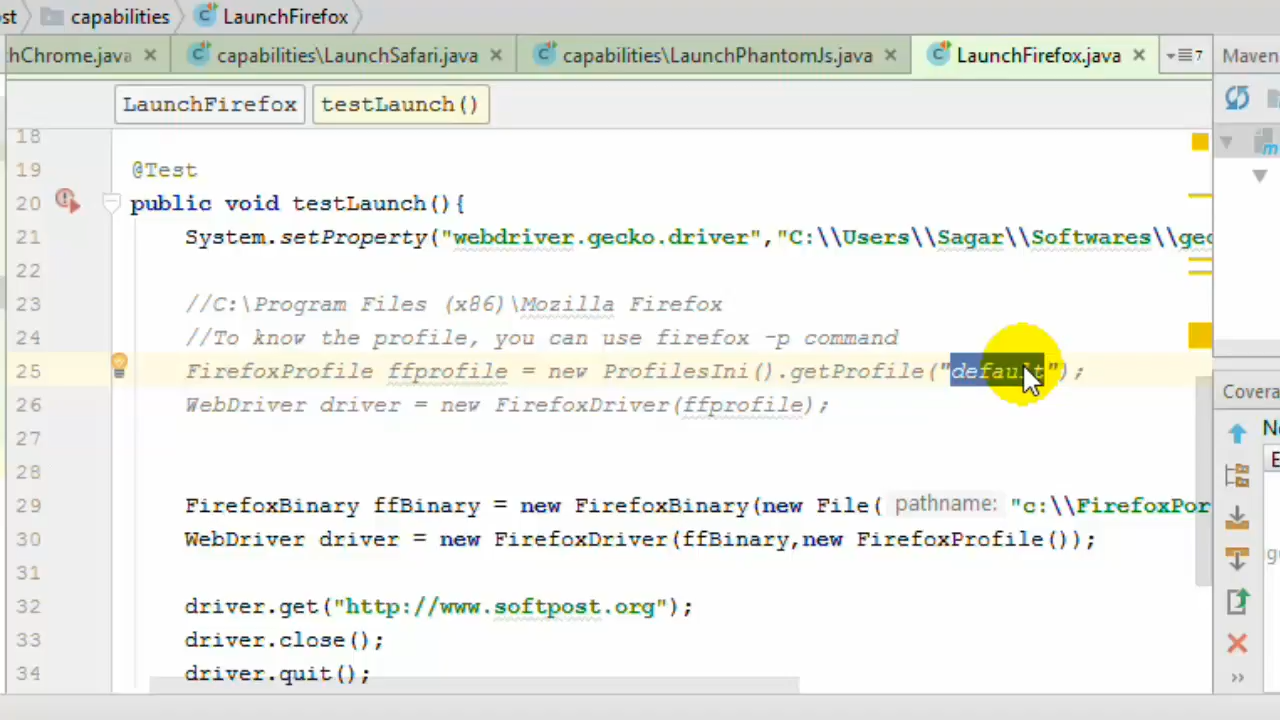 st capabilities LaunchFirefox
hChrome.java capabilities\LaunchSafari.java capabilities\LaunchPhantomJs.java LaunchFirefox.java 7 Maven
LaunchFirefox testLaunch()
18
19 @Test
20 public void testLaunch(){
21 System.setProperty("webdriver.gecko.driver","C:\\Users\\Sagar\\Softwares\\gec
22
23 //C:\Program Files (x86)\Mozilla Firefox
24 //To know the profile, you can use firefox -p command
25 FirefoxProfile ffprofile = new ProfilesIni().getProfile("default");
26 WebDriver driver = new FirefoxDriver(ffprofile);
27
28
29 FirefoxBinary ffBinary = new FirefoxBinary(new File( pathname: "c:\\FirefoxPor
30 WebDriver driver = new FirefoxDriver(ffBinary,new FirefoxProfile());
31
32 driver.get("http://www.softpost.org");
33 driver.close();
34 driver.quit();
Covera